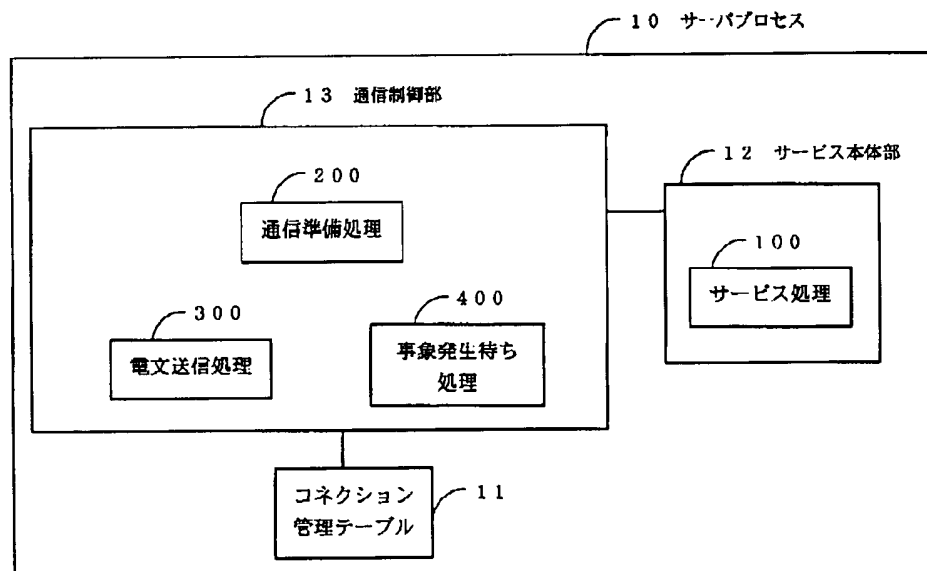 10 サーバプロセス
13 通信制御部
12 サービス本体部
200
通信準備処理
100
サービス処理
300
電文送信処理
400
事象発生待ち
処理
コネクション
管理テーブル
11